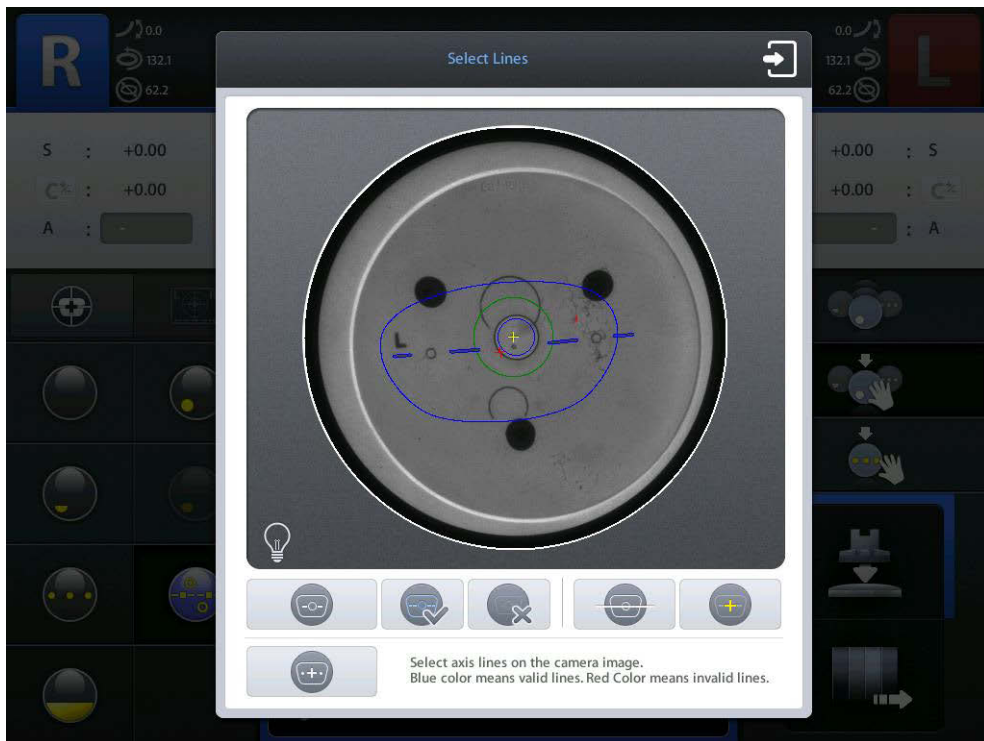 R
0.0
132.1
62.2
Select Lines
0.0
132.1
62.2
L
S : +0.00
+0.00 : S
: +0.00
+0.00 :
A : -
- : A
L
Select axis lines on the camera image.
Blue color means valid lines. Red Color means invalid lines.